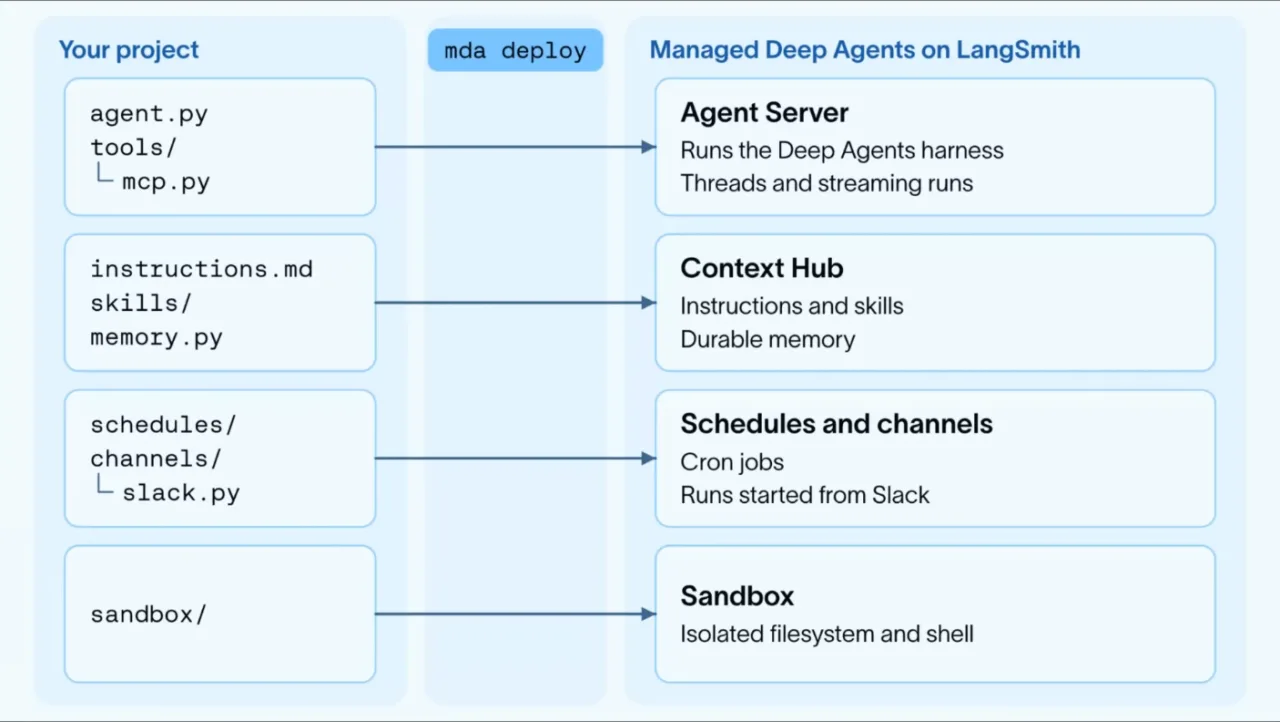 Your project
mda deploy
Managed Deep Agents on LangSmith
agent.py
tools/
mcp.py
Agent Server
Runs the Deep Agents harness
Threads and streaming runs
instructions.md
skills/
memory.py
Context Hub
Instructions and skills
Durable memory
schedules/
channels/
slack.py
Schedules and channels
Cron jobs
Runs started from Slack
sandbox/
Sandbox
Isolated filesystem and shell